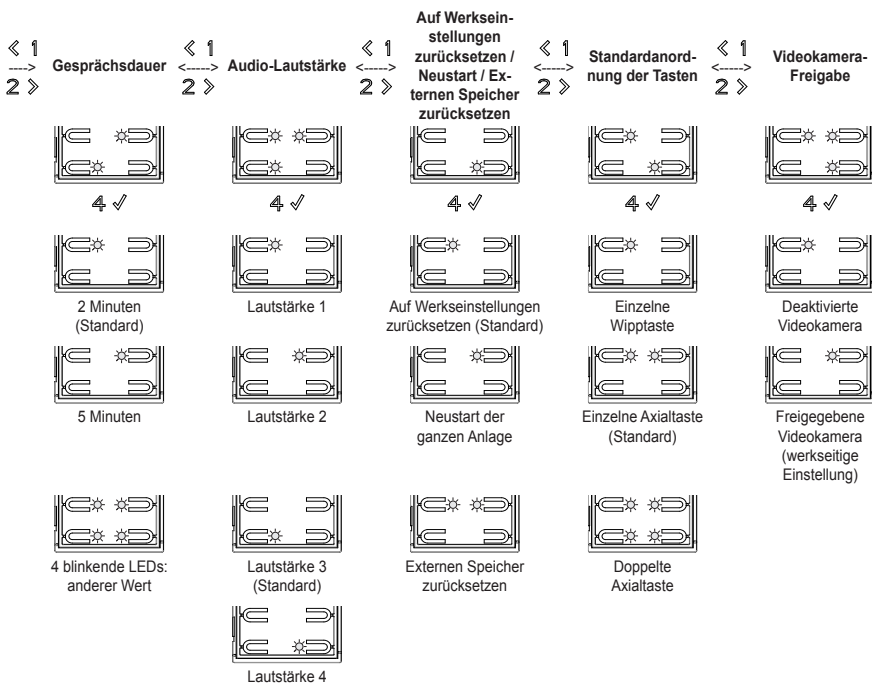 《 1
---->
2 》
Gesprächsdauer
《 1
<----->
2 》
Audio-Lautstärke
《 1
<----->
2 》
Auf Werksein-
stellungen
zurücksetzen /
Neustart / Ex-
ternen Speicher
zurücksetzen
《 1
<----->
2 》
Standardanord-
nung der Tasten
《 1
<----->
2 》
Videokamera-
Freigabe
4 ✓
4 ✓
4 ✓
4 ✓
4 ✓
2 Minuten
(Standard)
Lautstärke 1
Auf Werkseinstellungen
zurücksetzen (Standard)
Einzelne
Wipptaste
Deaktivierte
Videokamera
5 Minuten
Lautstärke 2
Neustart der
ganzen Anlage
Einzelne Axialtaste
(Standard)
Freigegebene
Videokamera
(werkseitige
Einstellung)
4 blinkende LEDs:
anderer Wert
Lautstärke 3
(Standard)
Externen Speicher
zurücksetzen
Doppelte
Axialtaste
Lautstärke 4